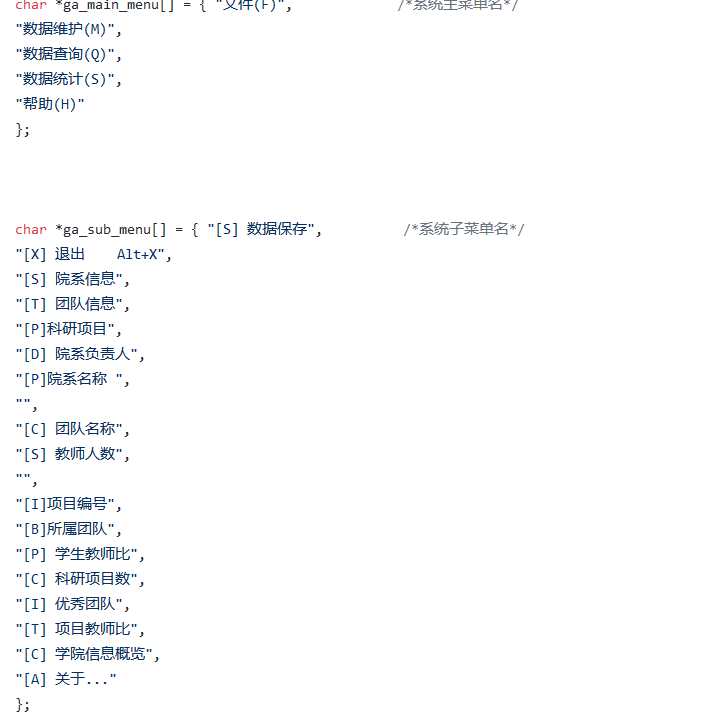 char *ga_main_menu[] = { "文件(F)",             /*系统主菜单名*/
"数据维护(M)",
"数据查询(Q)",
"数据统计(S)",
"帮助(H)"
};
char *ga_sub_menu[] = { "[S] 数据保存",          /*系统子菜单名*/
"[X] 退出    Alt+X",
"[S] 院系信息",
"[T] 团队信息",
"[P]科研项目",
"[D] 院系负责人",
"[P]院系名称 ",
"",
"[C] 团队名称",
"[S] 教师人数",
"",
"[I]项目编号",
"[B]所属团队",
"[P] 学生教师比",
"[C] 科研项目数",
"[I] 优秀团队",
"[T] 项目教师比",
"[C] 学院信息概览",
"[A] 关于..."
};